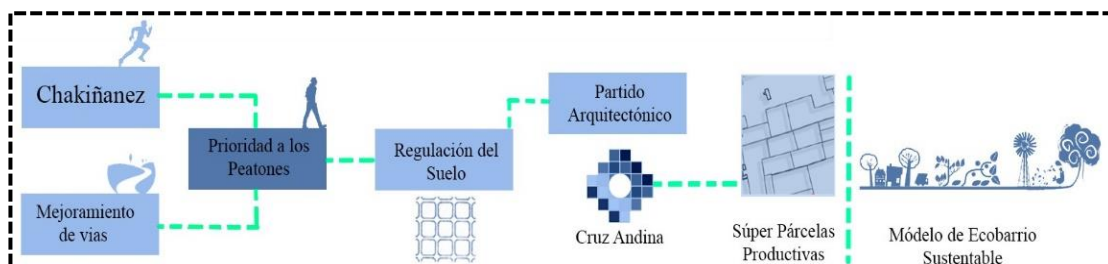 Chakiñanez
Mejoramiento
de vias
Prioridad a los
Peatones
Regulación del
Suelo
Partido
Arquitectónico
Cruz Andina
Súper Párcelas
Productivas
Módelo de Ecobarrio
Sustentable